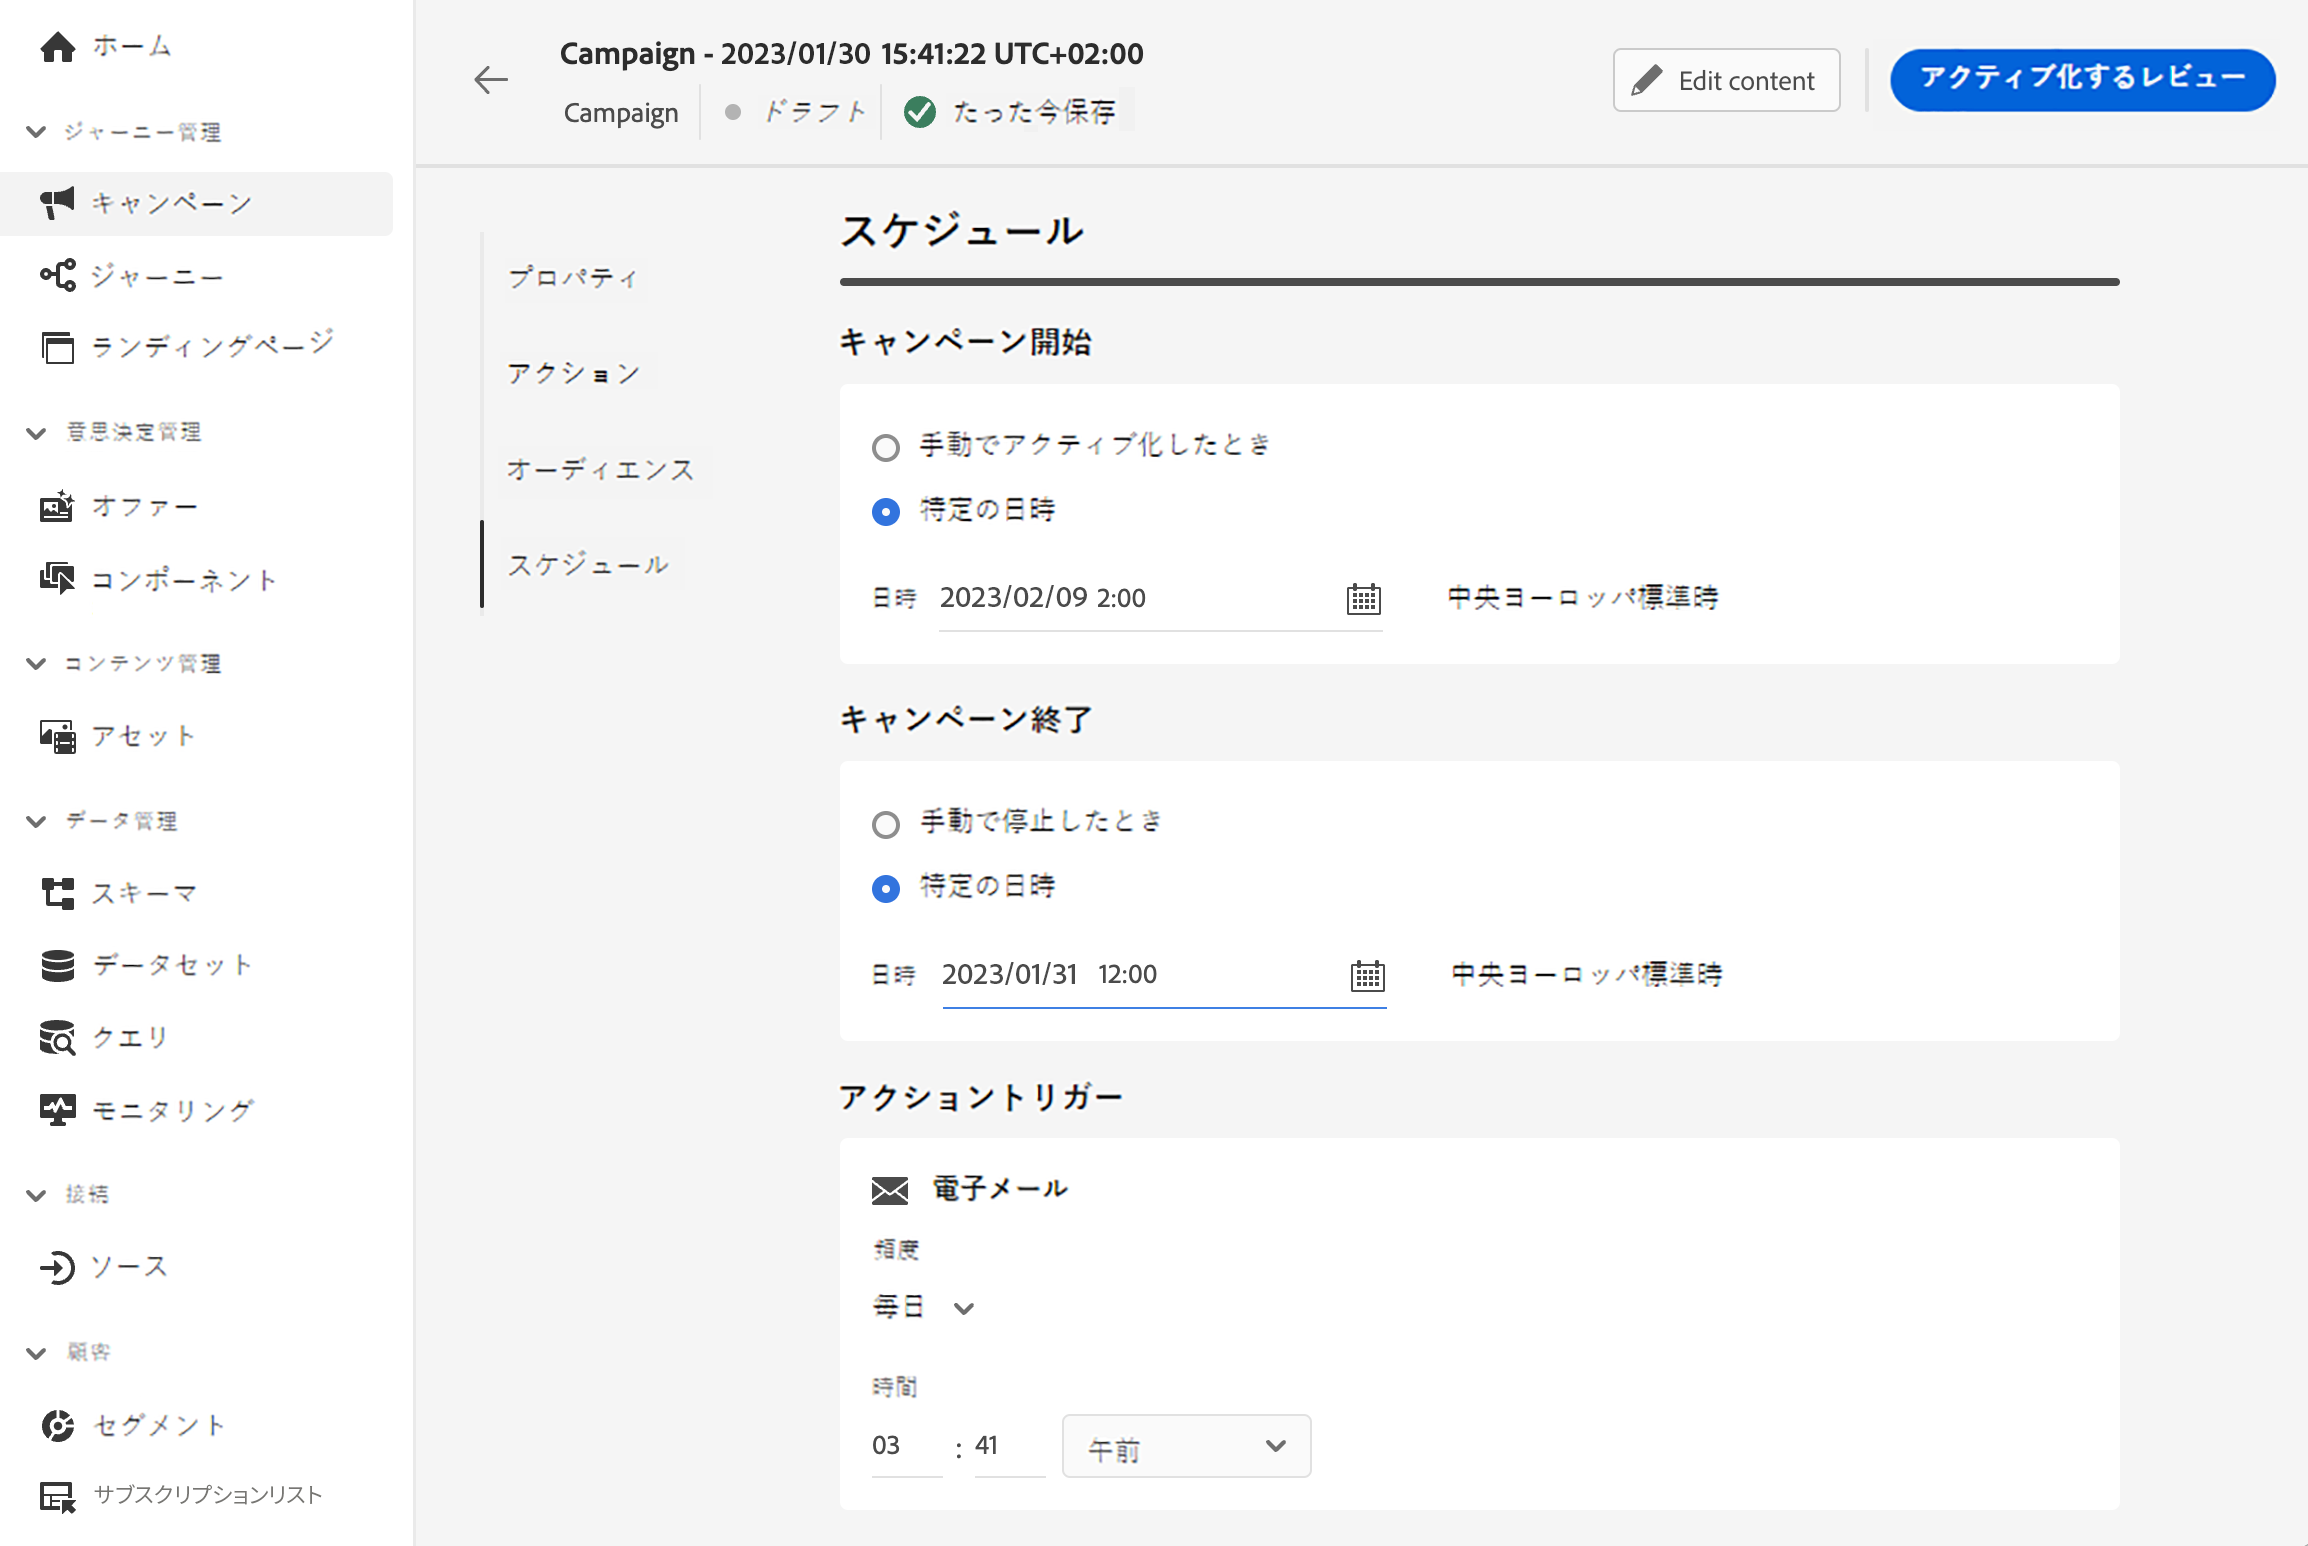 ホーム
ジャーニー管理
キャンペーン
ジャーニー
ランディングページ
意思決定管理
オファー
コンポーネント
コンテンツ管理
アセット
データ管理
スキーマ
データセット
クエリ
モニタリング
接続
ソース
顧客
セグメント
サブスクリプションリスト
Campaign - 2023/01/30 15:41:22 UTC+02:00
Campaign ドラフト たった今保存
Edit content
アクティブ化するレビュー
プロパティ
アクション
オーディエンス
スケジュール
スケジュール
キャンペーン開始
手動でアクティブ化したとき
特定の日時
日時 2023/02/09 2:00 中央ヨーロッパ標準時
キャンペーン終了
手動で停止したとき
特定の日時
日時 2023/01/31 12:00 中央ヨーロッパ標準時
アクショントリガー
電子メール
頻度
毎日
時間
03 : 41 午前